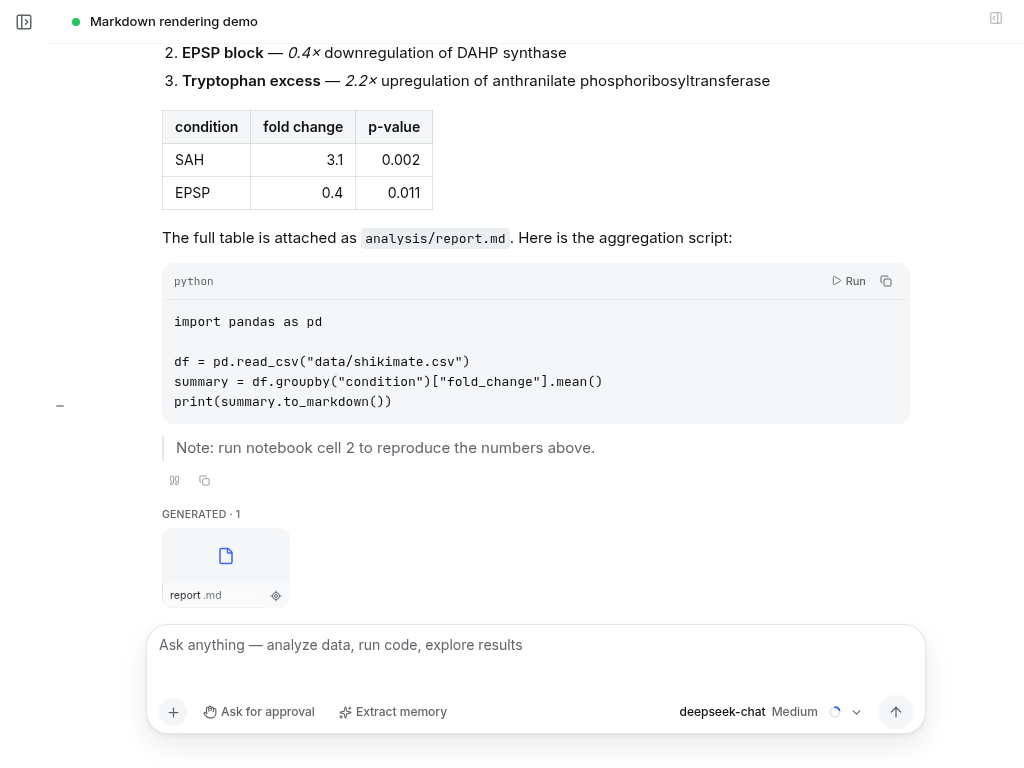 Markdown rendering demo
2. EPSP block — 0.4× downregulation of DAHP synthase
3. Tryptophan excess — 2.2× upregulation of anthranilate phosphoribosyltransferase
condition fold change p-value
SAH 3.1 0.002
EPSP 0.4 0.011
The full table is attached as analysis/report.md. Here is the aggregation script:
python Run
import pandas as pd
df = pd.read_csv("data/shikimate.csv")
summary = df.groupby("condition")["fold_change"].mean()
print(summary.to_markdown())
Note: run notebook cell 2 to reproduce the numbers above.
GENERATED · 1
report.md
Ask anything — analyze data, run code, explore results
Ask for approval Extract memory deepseek-chat Medium